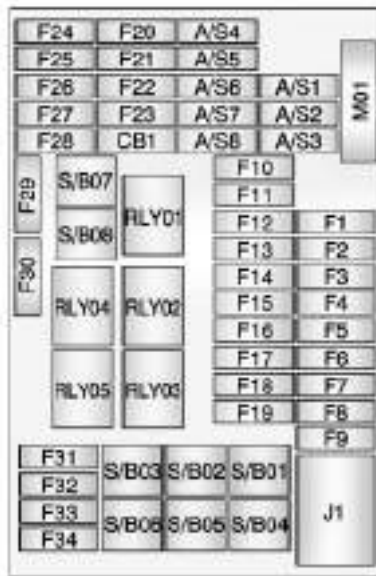 F24 F20 A/S4
F25 F21 A/S5
F26 F22 A/S6 A/S1
F27 F23 A/S7 A/S2
F28 CB1 A/S8 A/S3
M01
F29
F30
S/B07
S/B08
RLY01
RLY04 RLY02
RLY05 RLY03
F10
F11
F12 F1
F13 F2
F14 F3
F15 F4
F16 F5
F17 F6
F18 F7
F19 F8
F9
F31
F32
F33
F34
S/B03 S/B02 S/B01
S/B06 S/B05 S/B04
J1